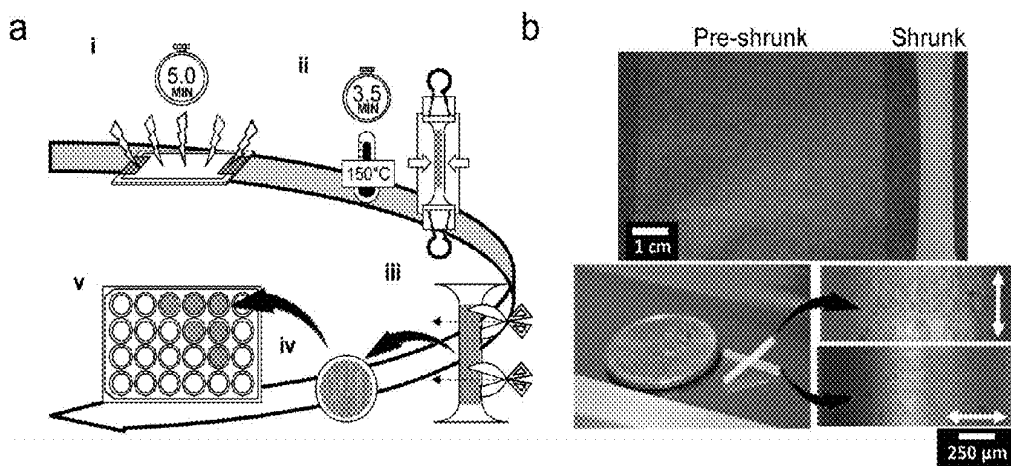 a
i
5.0
MIN
ii
3.5
MIN
150°C
iii
iv
v
b
Pre-shrunk
Shrunk
1 cm
250 µm